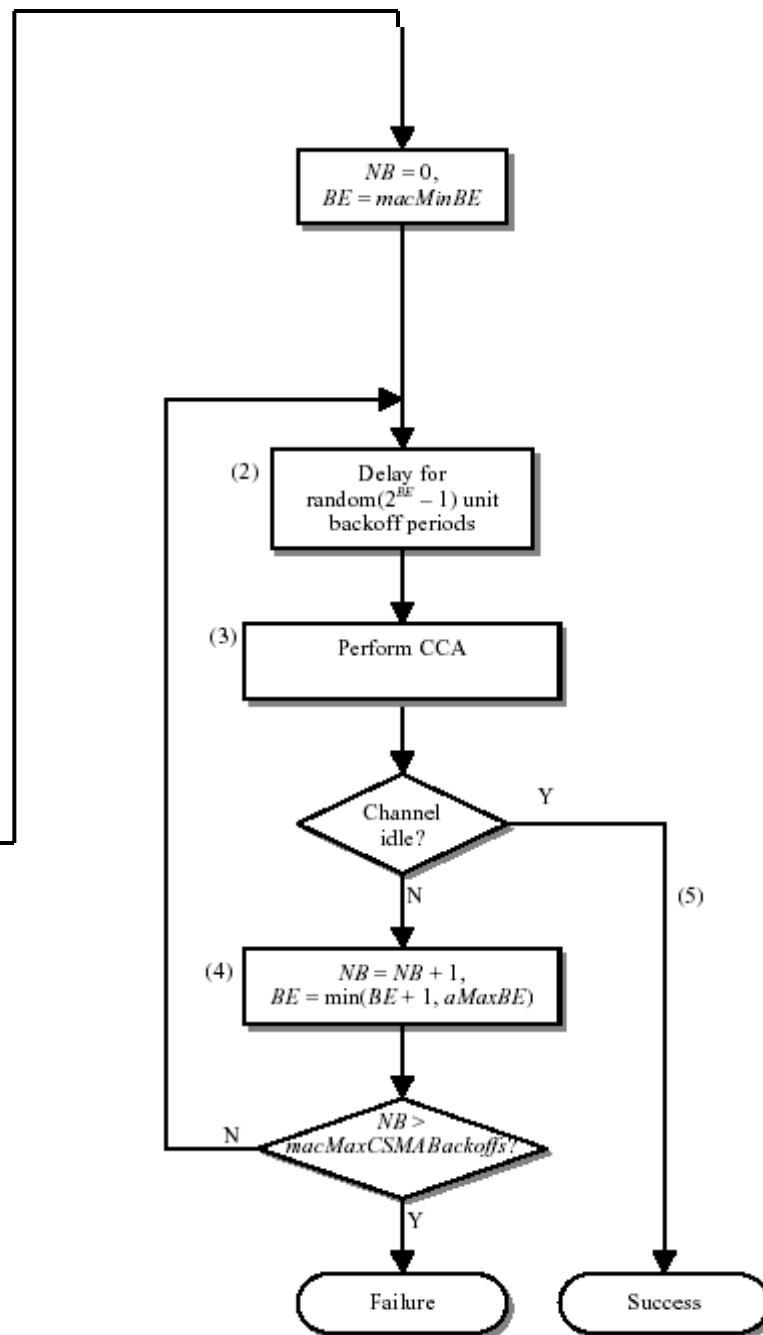 NB = 0,
BE = macMinBE
(2)
Delay for
random(2^BE – 1) unit
backoff periods
(3)
Perform CCA
Channel
idle?
Y
N
(5)
(4)
NB = NB + 1,
BE = min(BE + 1, aMaxBE)
NB >
macMaxCSMABackoffs?
N
Y
Failure
Success